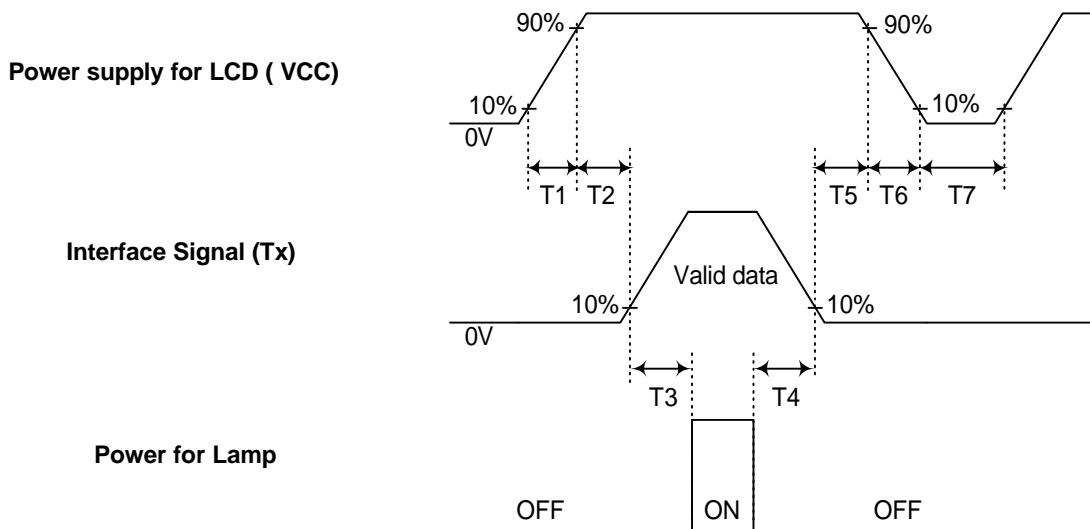 90%
90%
Power supply for LCD ( VCC)
10%
10%
0V
T1
T2
T5
T6
T7
Interface Signal (Tx)
Valid data
10%
10%
0V
T3
T4
Power for Lamp
OFF
ON
OFF